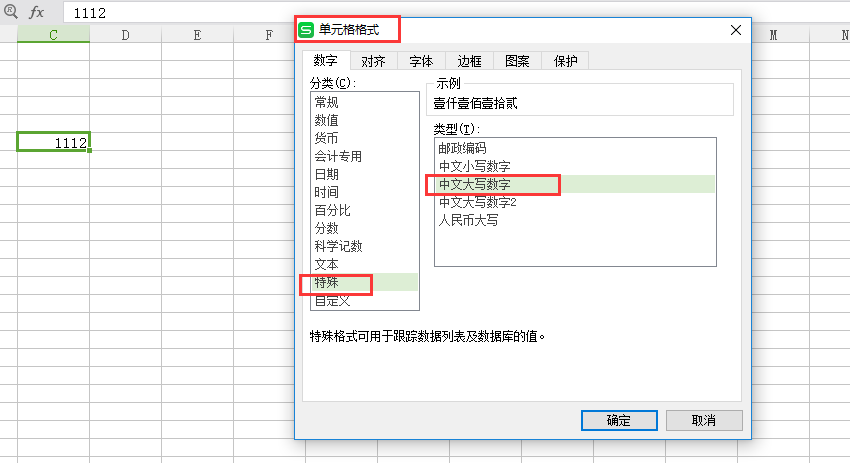 fx 1112
C D E F M N
1112
单元格格式
数字 对齐 字体 边框 图案 保护
分类(C):
常规
数值
货币
会计专用
日期
时间
百分比
分数
科学记数
文本
特殊
自定义
示例
壹仟壹佰壹拾贰
类型(T):
邮政编码
中文小写数字
中文大写数字
中文大写数字2
人民币大写
特殊格式可用于跟踪数据列表及数据库的值。
确定 取消